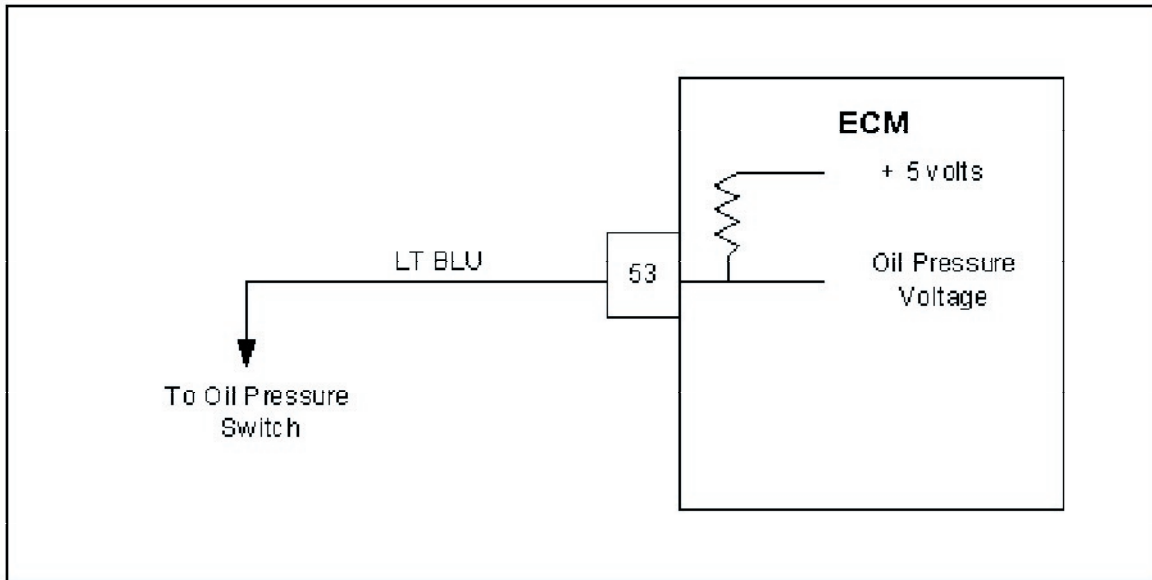 ECM
+ 5 volts
LT BLU
53
Oil Pressure
Voltage
To Oil Pressure
Switch